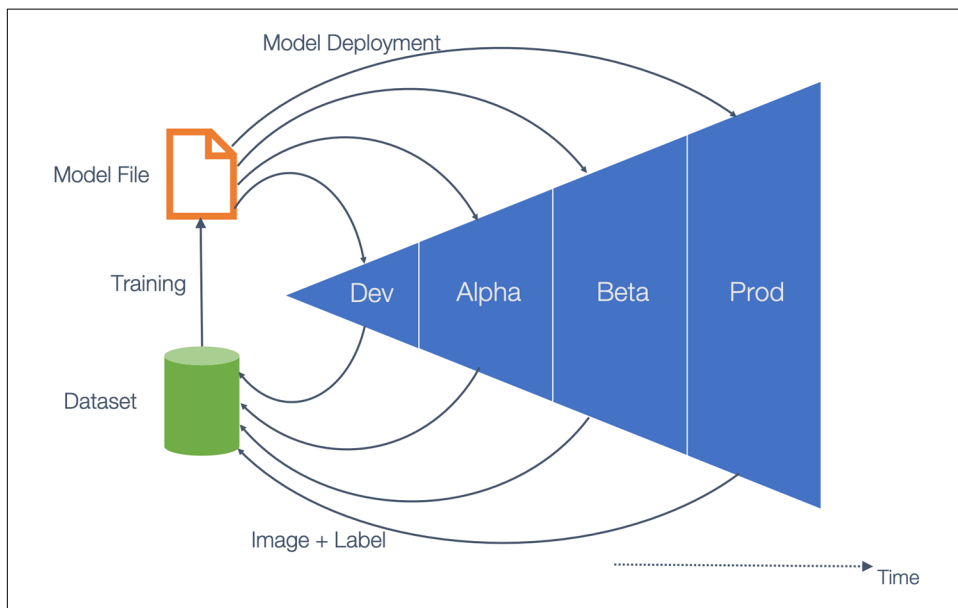 Model Deployment
Model File
Training
Dev
Alpha
Beta
Prod
Dataset
Image + Label
Time